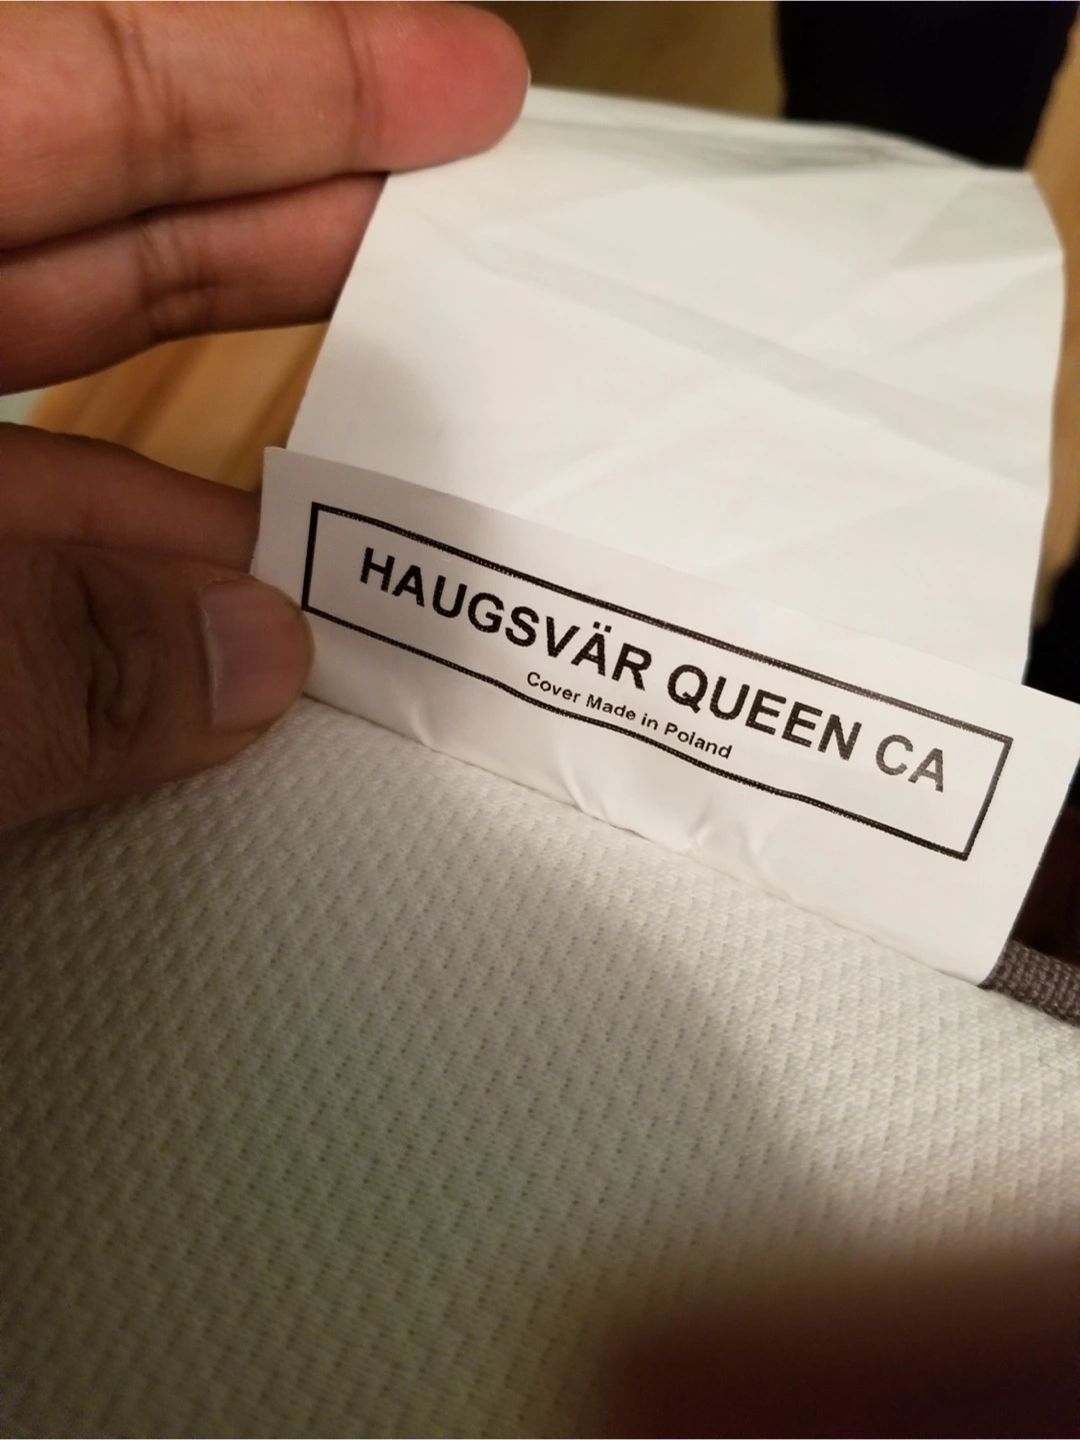 HAUGSVÄR QUEEN CA
Cover Made in Poland